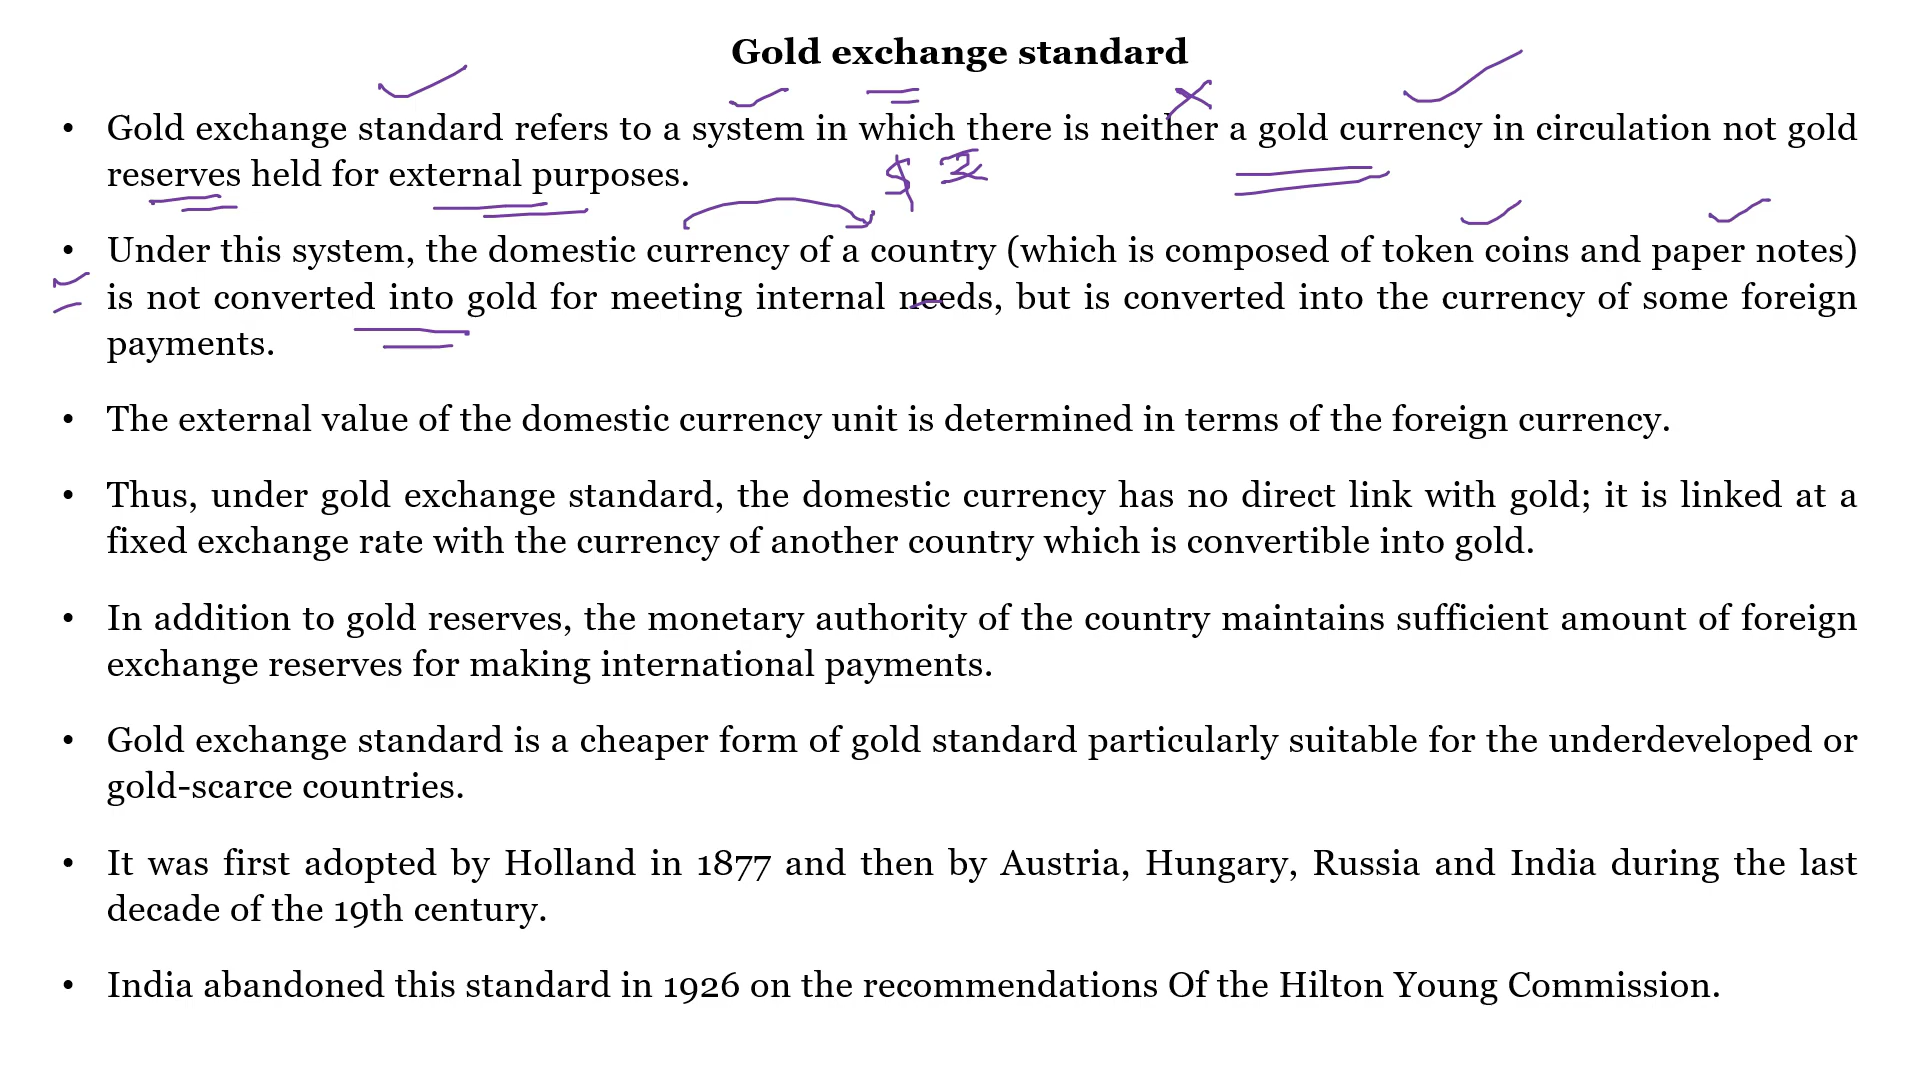 Gold exchange standard
• Gold exchange standard refers to a system in which there is neither a gold currency in circulation not gold
reserves held for external purposes.
$
• Under this system, the domestic currency of a country (which is composed of token coins and paper notes)
is not converted into gold for meeting internal needs, but is converted into the currency of some foreign
payments.
• The external value of the domestic currency unit is determined in terms of the foreign currency.
• Thus, under gold exchange standard, the domestic currency has no direct link with gold; it is linked at a
fixed exchange rate with the currency of another country which is convertible into gold.
• In addition to gold reserves, the monetary authority of the country maintains sufficient amount of foreign
exchange reserves for making international payments.
• Gold exchange standard is a cheaper form of gold standard particularly suitable for the underdeveloped or
gold-scarce countries.
• It was first adopted by Holland in 1877 and then by Austria, Hungary, Russia and India during the last
decade of the 19th century.
• India abandoned this standard in 1926 on the recommendations Of the Hilton Young Commission.